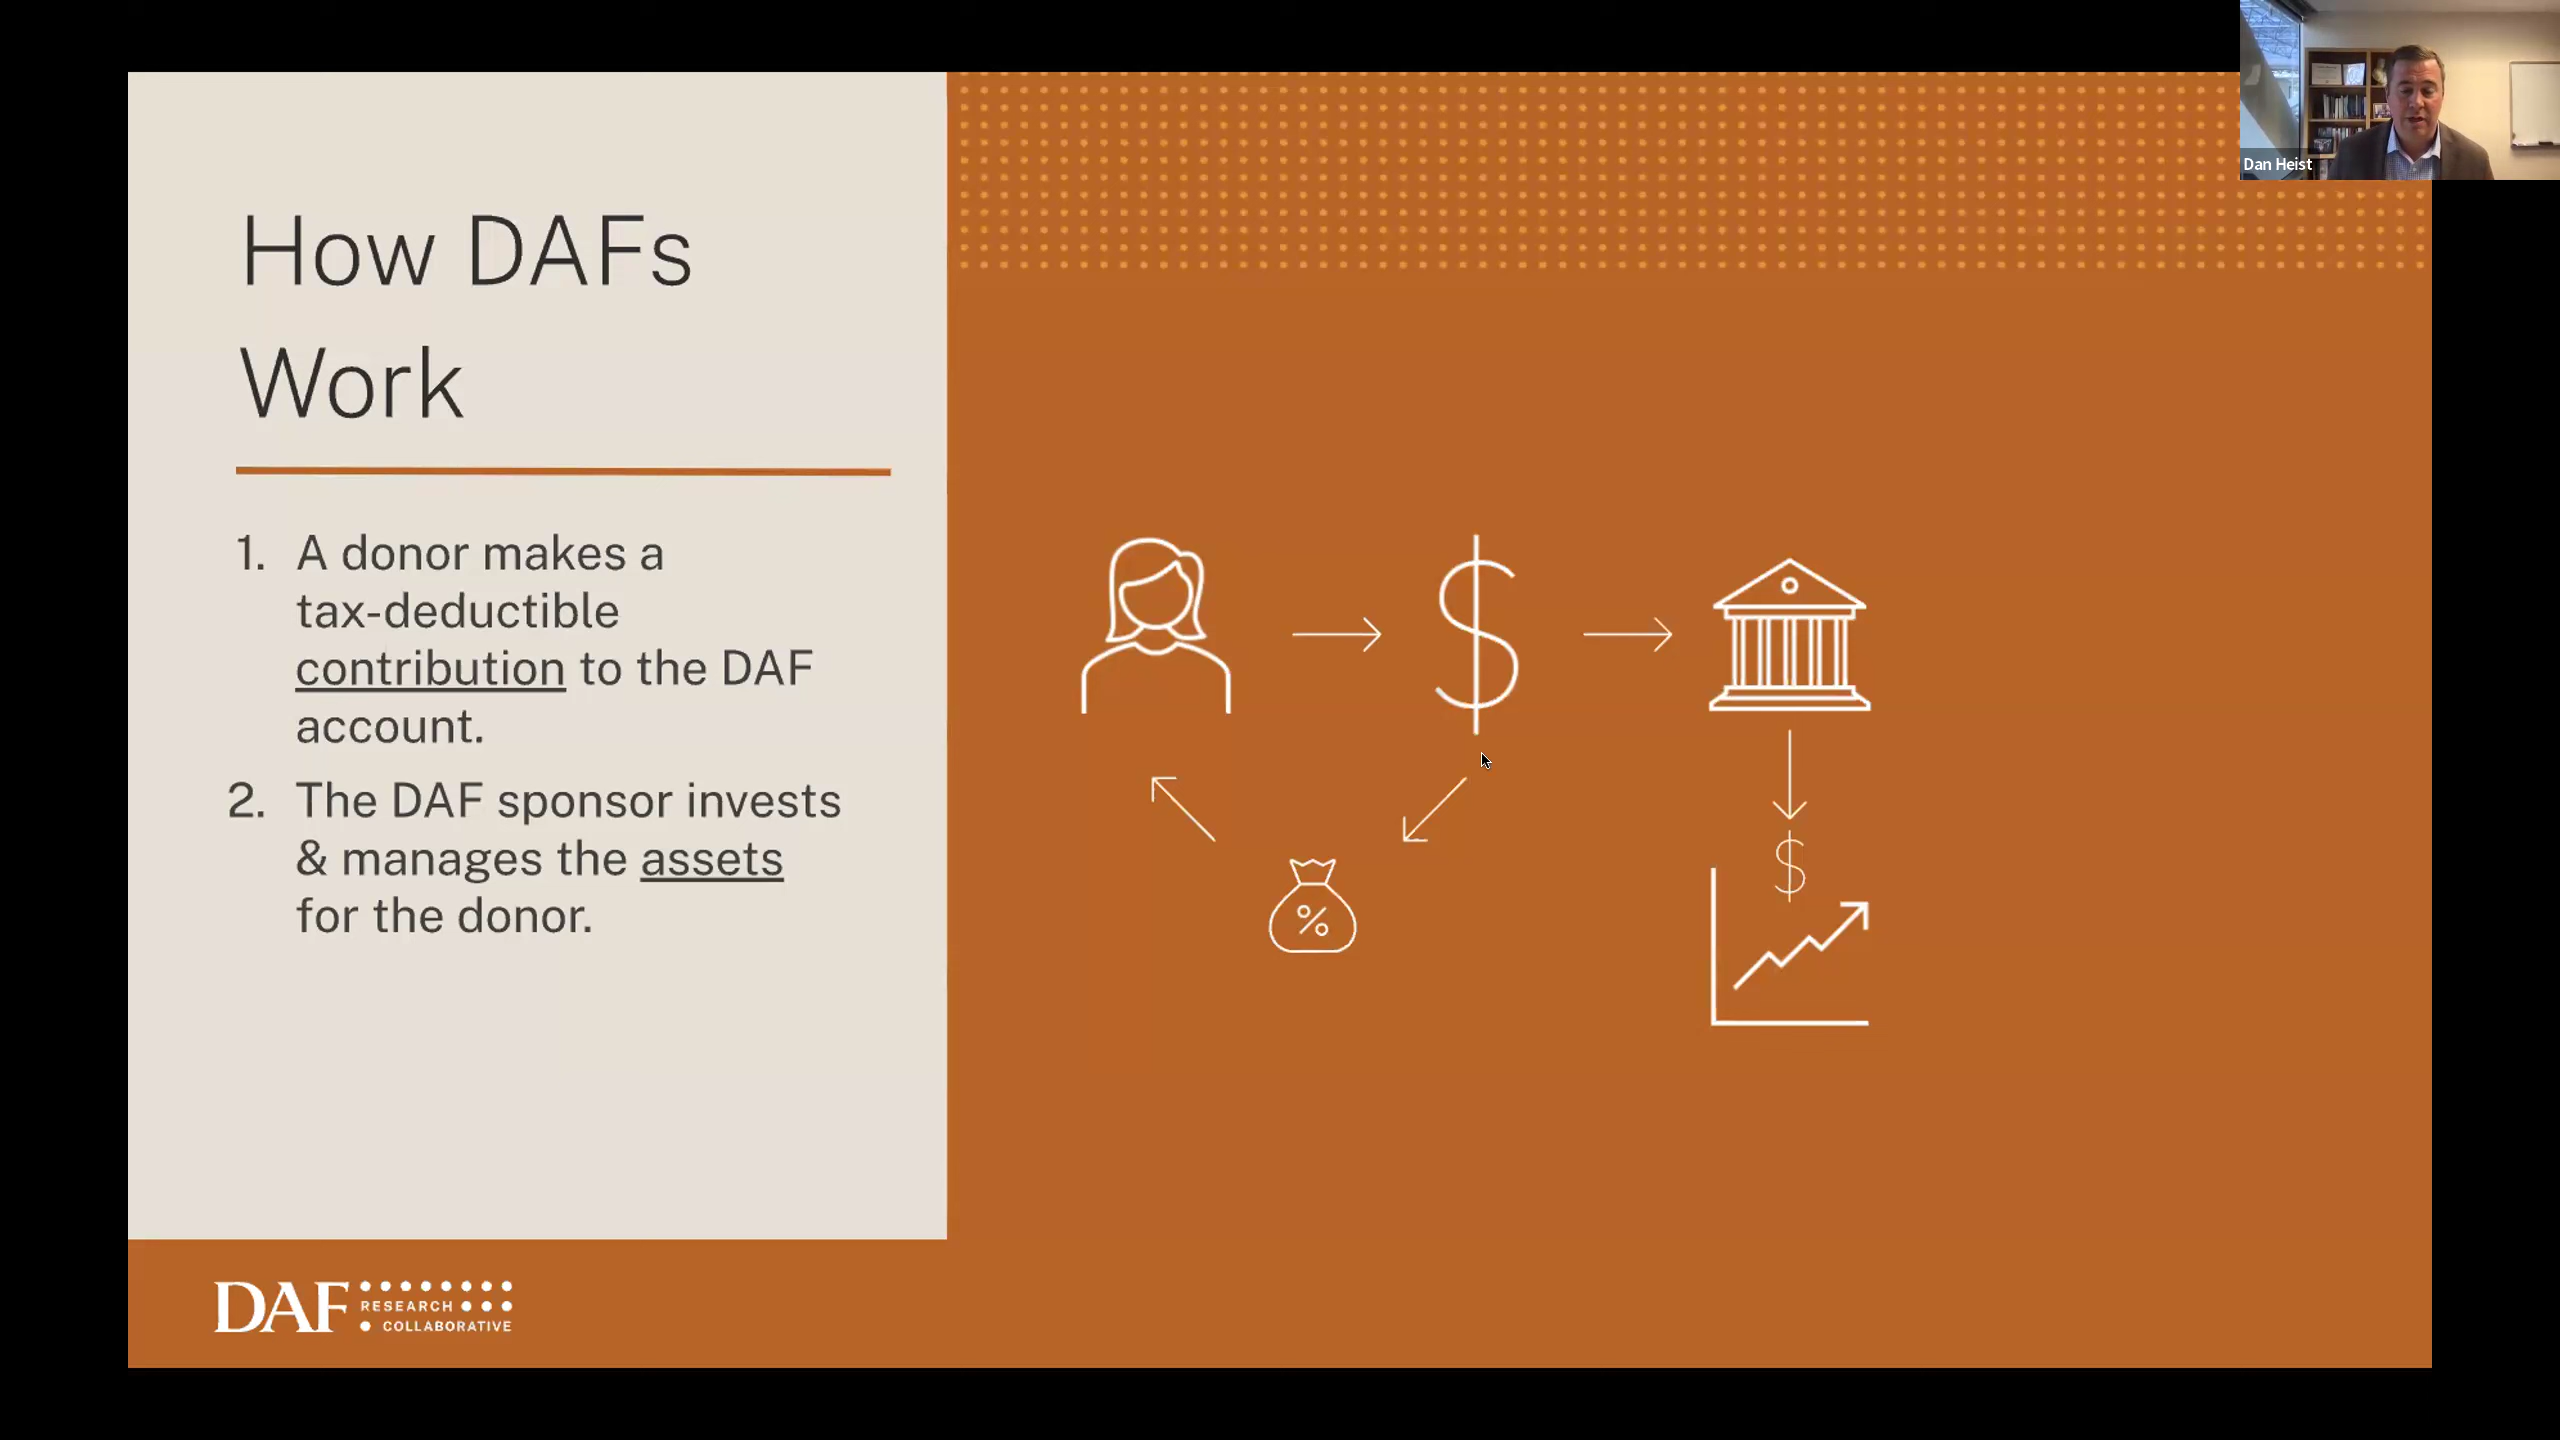 How DAFs
Work
1. A donor makes a
tax-deductible
contribution to the DAF
account.
2. The DAF sponsor invests
& manages the assets
for the donor.
$
$
%
DAF
RESEARCH
COLLABORATIVE
Dan Heist